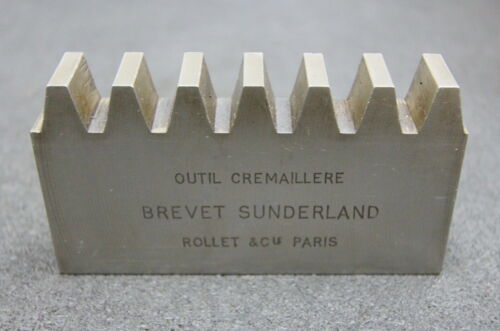 OUTIL CREMAILLERE
BREVET SUNDERLAND
ROLLET & CIE PARIS